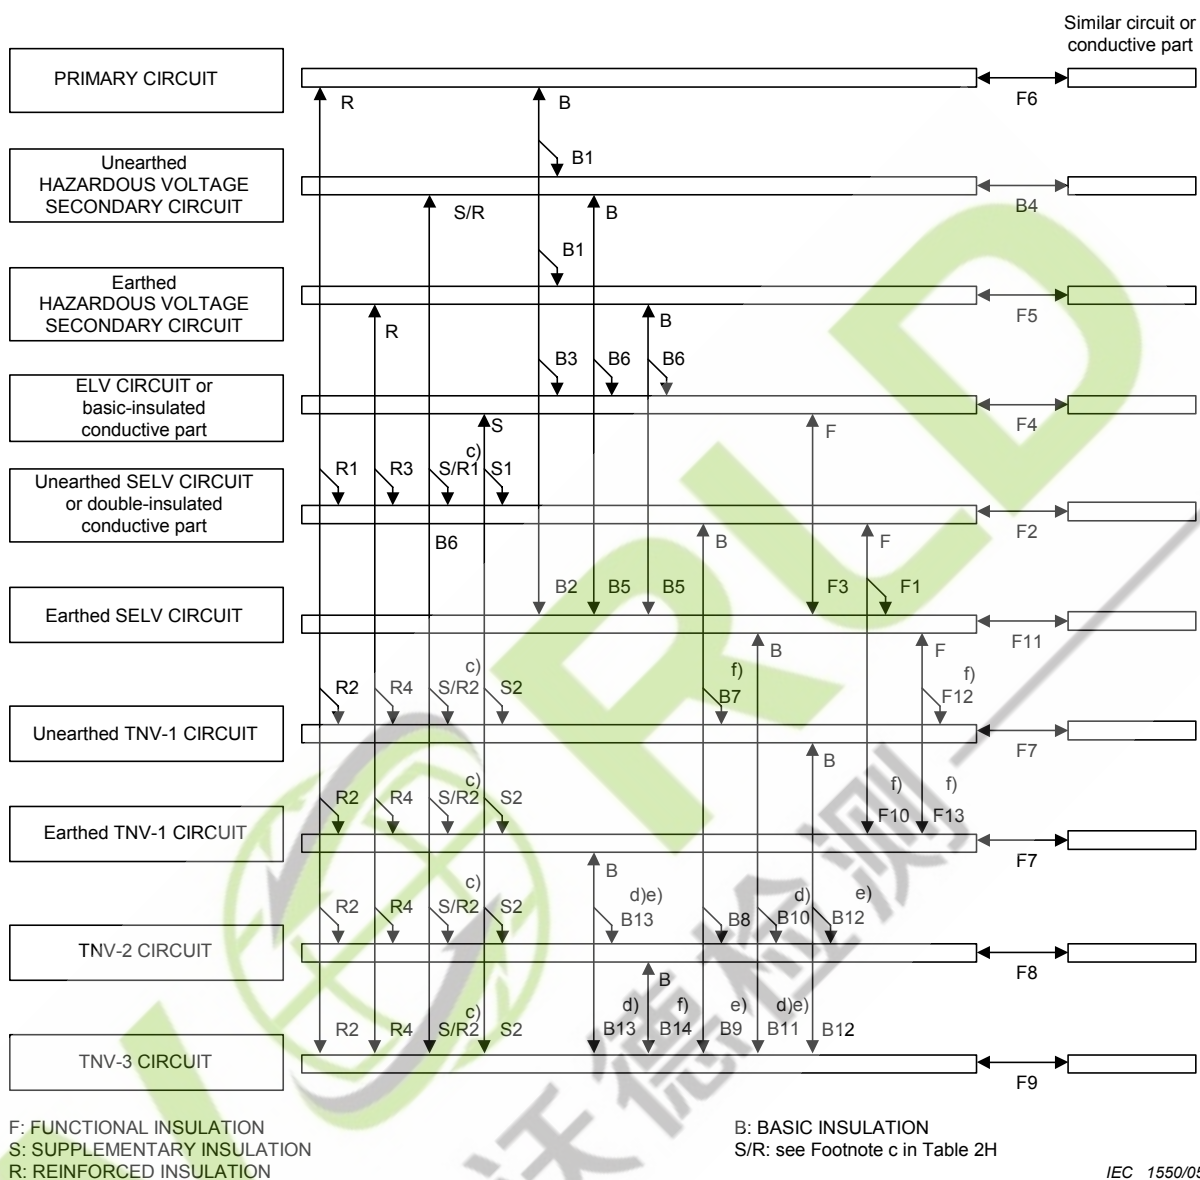 Similar circuit or
conductive part
PRIMARY CIRCUIT
F6
R
B
Unearthed
HAZARDOUS VOLTAGE
SECONDARY CIRCUIT
B1
S/R
B
B4
Earthed
HAZARDOUS VOLTAGE
SECONDARY CIRCUIT
B1
R
B
F5
ELV CIRCUIT or
basic-insulated
conductive part
B3
B6
B6
S
F
F4
Unearthed SELV CIRCUIT
or double-insulated
conductive part
c)
R1
R3
S/R1
S1
B6
B
F
F2
Earthed SELV CIRCUIT
B2
B5
B5
F3
F1
B
F
F11
Unearthed TNV-1 CIRCUIT
c)
f)
f)
R2
R4
S/R2
S2
B7
F12
B
F7
Earthed TNV-1 CIRCUIT
c)
f)
f)
R2
R4
S/R2
S2
F10
F13
B
F7
TNV-2 CIRCUIT
c)
d)e)
d)
e)
R2
R4
S/R2
S2
B13
B8
B10
B12
B
F8
TNV-3 CIRCUIT
c)
d)
f)
e)
d)e)
R2
R4
S/R2
S2
B13
B14
B9
B11
B12
F9
F: FUNCTIONAL INSULATION
S: SUPPLEMENTARY INSULATION
R: REINFORCED INSULATION
B: BASIC INSULATION
S/R: see Footnote c in Table 2H
IEC 1550/05
WORLD
沃德检测